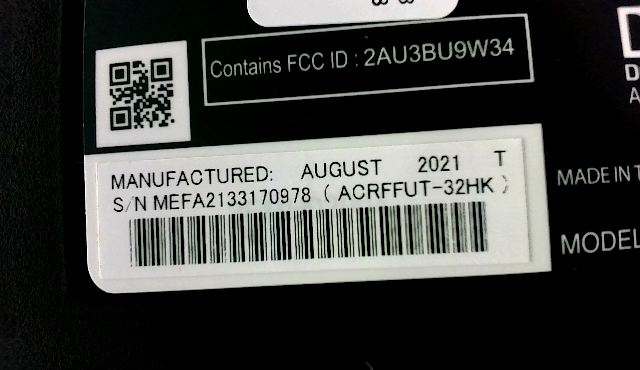 Contains FCC ID : 2AU3BU9W34
MANUFACTURED: AUGUST 2021 T
S/N MEFA2133170978 ( ACRFFUT-32HK )
MADE IN
MODEL